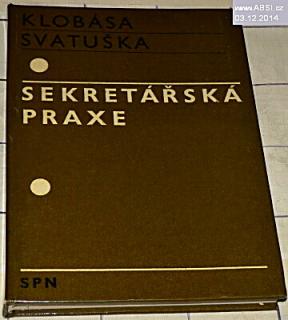 www.ABSI.cz
03.12.2014
KLOBÁSA
SVATUŠKA
SEKRETÁŘSKÁ
PRAXE
SPN